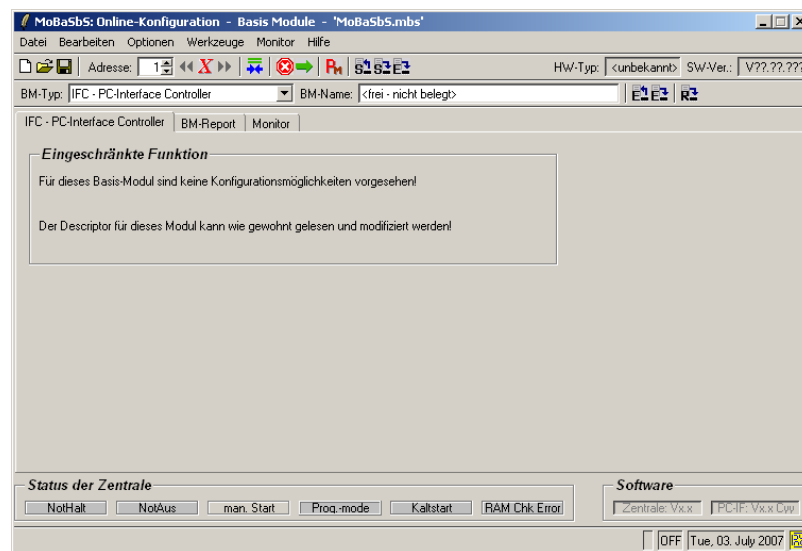 MoBaSbS: Online-Konfiguration - Basis Module - 'MoBaSbS.mbs'
Datei Bearbeiten Optionen Werkzeuge Monitor Hilfe
Adresse: 1 X PM S S E HW-Typ: <unbekannt> SW-Ver.: V??.??.???
BM-Typ: IFC - PC-Interface Controller BM-Name: <frei - nicht belegt> E E R
IFC - PC-Interface Controller BM-Report Monitor
Eingeschränkte Funktion
Für dieses Basis-Modul sind keine Konfigurationsmöglichkeiten vorgesehen!
Der Descriptor für dieses Modul kann wie gewohnt gelesen und modifiziert werden!
Status der Zentrale Software
NotHalt NotAus man. Start Prog.-mode Kaltstart RAM Chk Error Zentrale: Vx.x PC-IF: Vx.x Cyy
OFF Tue, 03. July 2007